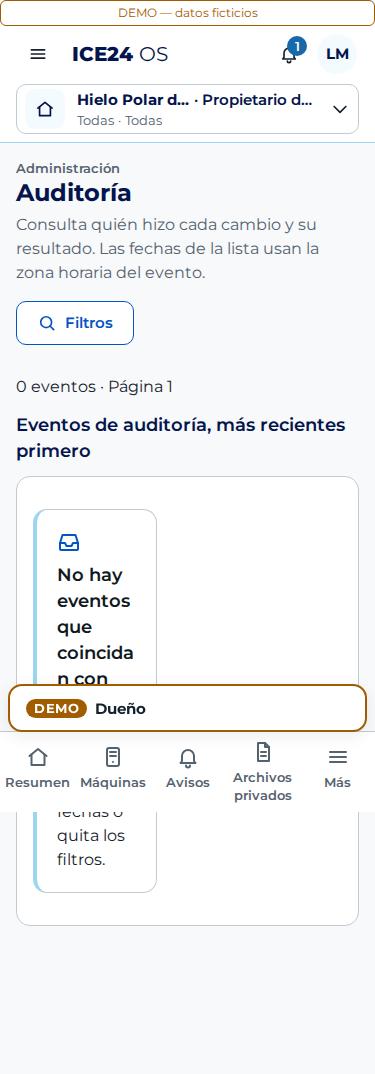 DEMO — datos ficticios
ICE24 OS
1
LM
Hielo Polar d... · Propietario d...
Todas · Todas
Administración
Auditoría
Consulta quién hizo cada cambio y su
resultado. Las fechas de la lista usan la
zona horaria del evento.
Filtros
0 eventos · Página 1
Eventos de auditoría, más recientes
primero
No hay
eventos
que
coincida
n con
DEMO Dueño
Resumen
Máquinas
Avisos
Archivos
privados
Más
fechas o
quita los
filtros.